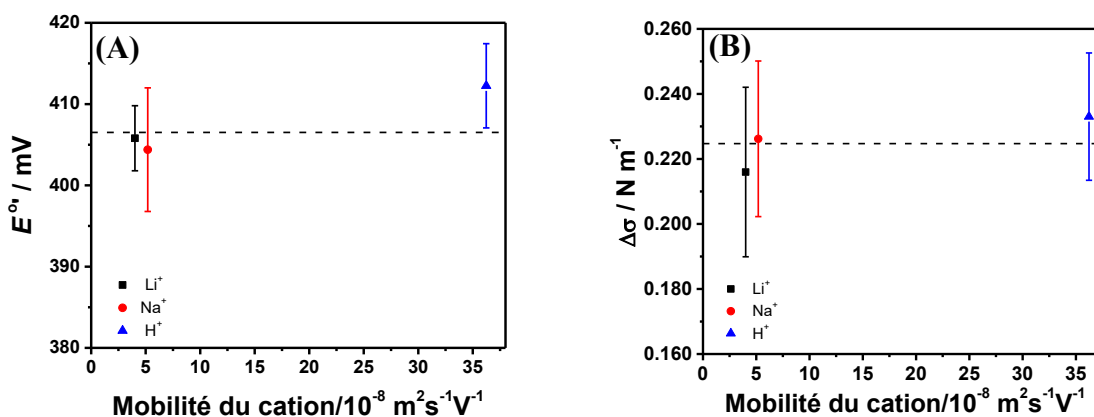 (A)
420
410
400
390
380
E°' / mV
0 5 10 15 20 25 30 35
Li⁺
Na⁺
H⁺
Mobilité du cation/10⁻⁸ m²s⁻¹V⁻¹
(B)
0.260
0.240
0.220
0.200
0.180
0.160
Δσ / N m⁻¹
0 5 10 15 20 25 30 35
Li⁺
Na⁺
H⁺
Mobilité du cation/10⁻⁸ m²s⁻¹V⁻¹